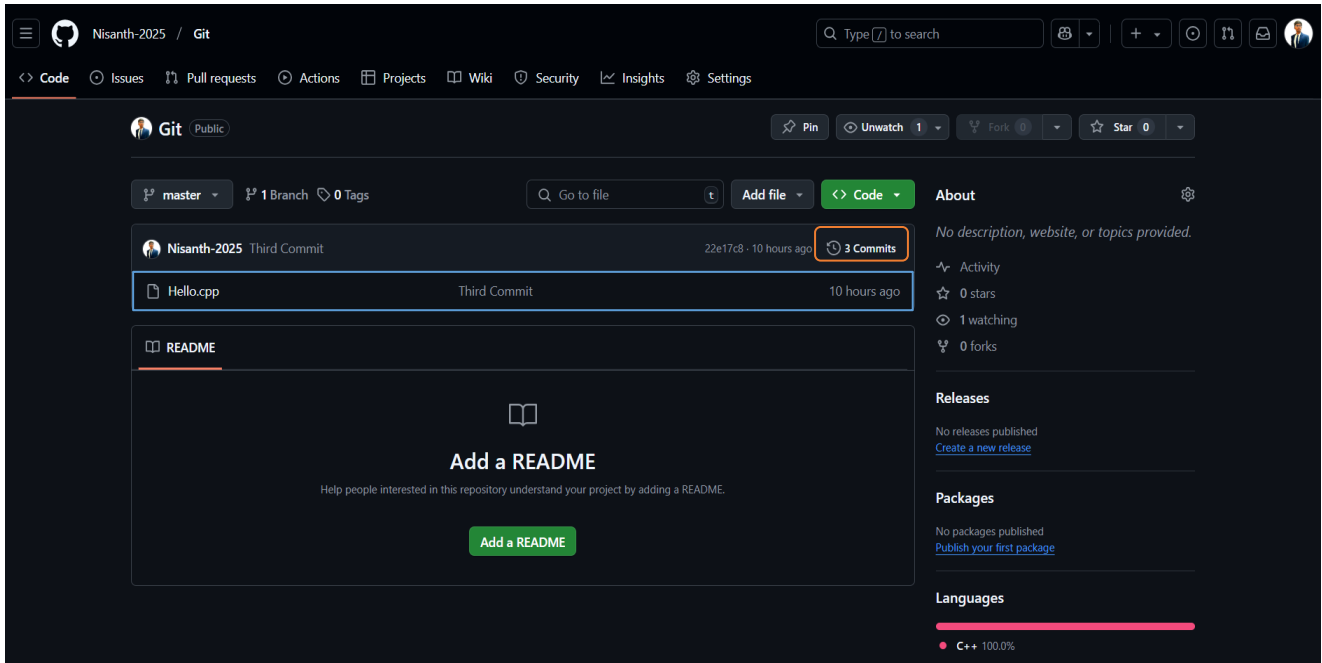 Nisanth-2025 / Git
Type / to search
Code Issues Pull requests Actions Projects Wiki Security Insights Settings
Git Public
Pin Unwatch 1 Fork 0 Star 0
master 1 Branch 0 Tags Go to file t Add file Code
Nisanth-2025 Third Commit 22e17c8 · 10 hours ago 3 Commits
Hello.cpp Third Commit 10 hours ago
README
Add a README
Help people interested in this repository understand your project by adding a README.
Add a README
About
No description, website, or topics provided.
Activity
0 stars
1 watching
0 forks
Releases
No releases published
Create a new release
Packages
No packages published
Publish your first package
Languages
C++ 100.0%